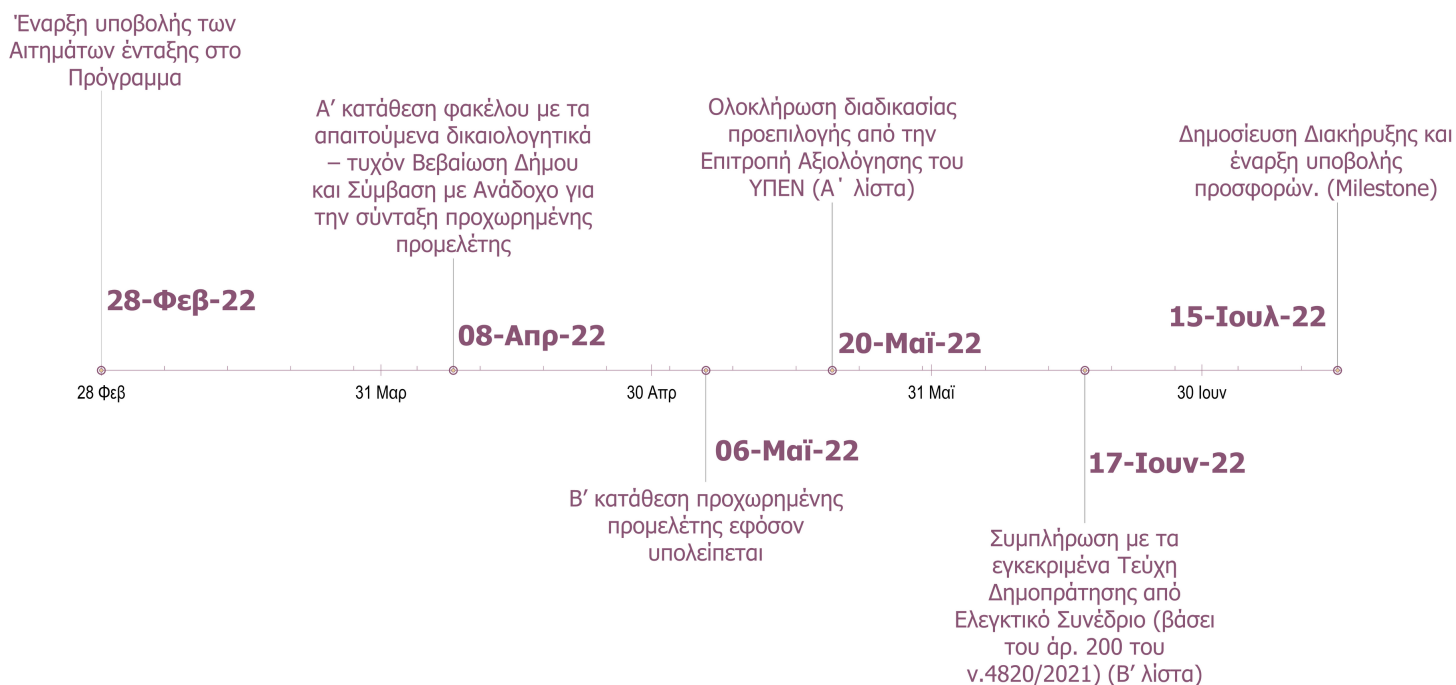 Έναρξη υποβολής των
Αιτημάτων ένταξης στο
Πρόγραμμα
28-Φεβ-22
Α’ κατάθεση φακέλου με τα
απαιτούμενα δικαιολογητικά
– τυχόν Βεβαίωση Δήμου
και Σύμβαση με Ανάδοχο για
την σύνταξη προχωρημένης
προμελέτης
08-Απρ-22
Ολοκλήρωση διαδικασίας
προεπιλογής από την
Επιτροπή Αξιολόγησης του
ΥΠΕΝ (Α΄ λίστα)
20-Μαϊ-22
Δημοσίευση Διακήρυξης και
έναρξη υποβολής
προσφορών. (Milestone)
15-Ιουλ-22
28 Φεβ
31 Μαρ
30 Απρ
31 Μαϊ
30 Ιουν
06-Μαϊ-22
Β’ κατάθεση προχωρημένης
προμελέτης εφόσον
υπολείπεται
17-Ιουν-22
Συμπλήρωση με τα
εγκεκριμένα Τεύχη
Δημοπράτησης από
Ελεγκτικό Συνέδριο (βάσει
του άρ. 200 του
ν.4820/2021) (Β’ λίστα)